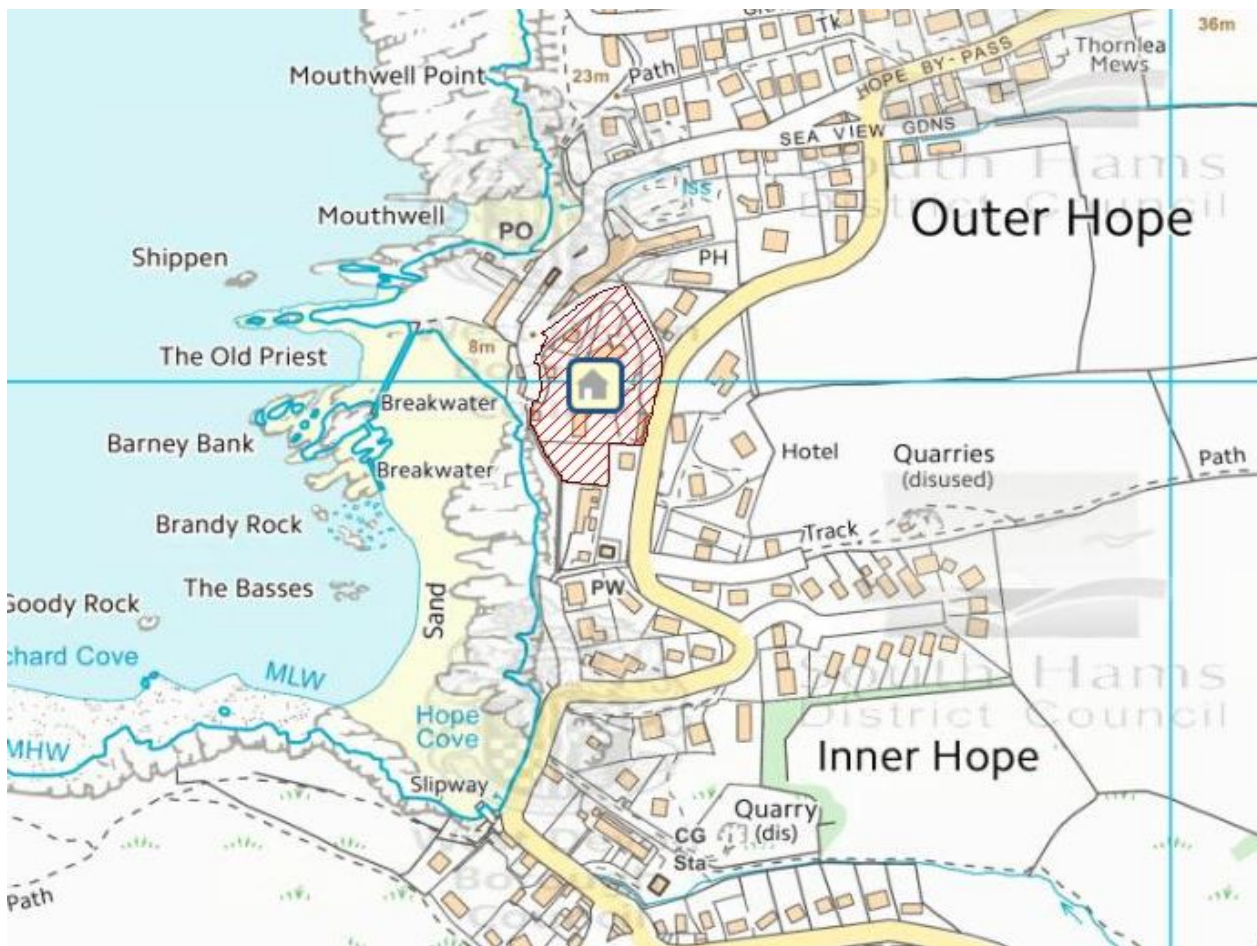 36m
Tk
Thornlea
Mews
HOPE BY-PASS
Mouthwell Point
23m
Path
SEA VIEW GDNS
South Hams
District Council
Iss
Outer Hope
Mouthwell
PO
Shippen
PH
The Old Priest
8m
Breakwater
Barney Bank
Breakwater
Hotel
Quarries
(disused)
Path
Brandy Rock
Track
The Basses
PW
Goody Rock
Sand
chard Cove
MLW
South Hams
District Council
Hope
Cove
MHW
Inner Hope
Slipway
Quarry
(dis)
CG
Sta
Path